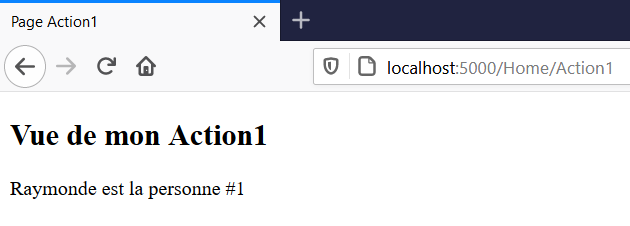 Page Action1
localhost:5000/Home/Action1
Vue de mon Action1
Raymonde est la personne #1